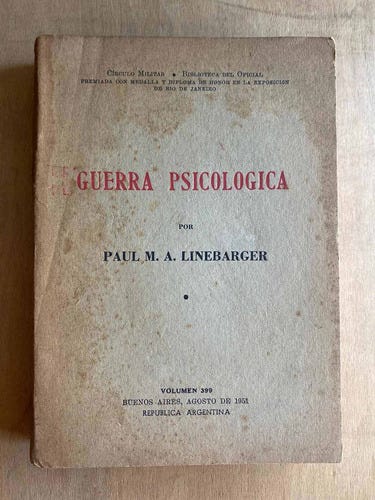 CÍRCULO MILITAR ● BIBLIOTECA DEL OFICIAL
PREMIADA CON MEDALLA Y DIPLOMA DE HONOR EN LA EXPOSICIÓN
DE RIO DE JANEIRO
GUERRA PSICOLOGICA
POR
PAUL M. A. LINEBARGER
●
VOLUMEN 399
BUENOS AIRES, AGOSTO DE 1951
REPUBLICA ARGENTINA